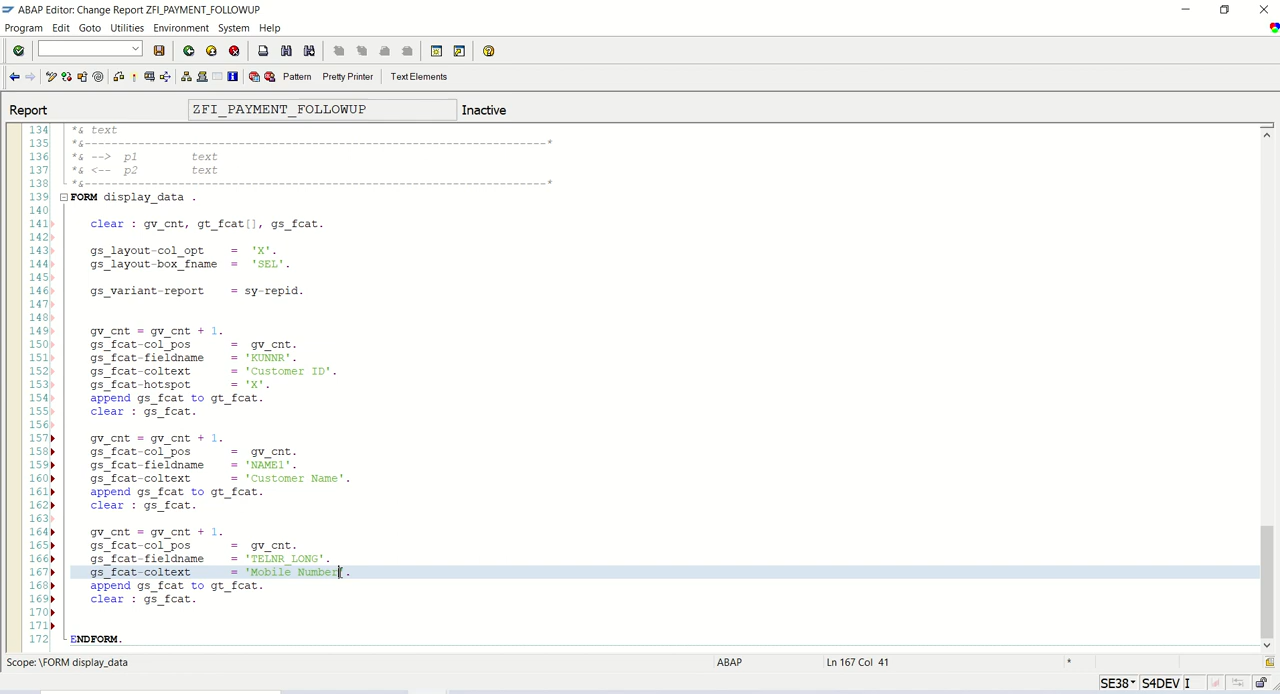 ABAP Editor: Change Report ZFI_PAYMENT_FOLLOWUP
Program Edit Goto Utilities Environment System Help
Pattern Pretty Printer Text Elements
Report ZFI_PAYMENT_FOLLOWUP Inactive
134 *& text
135 *&---------------------------------------------------------------------*
136 *& --> p1 text
137 *& <-- p2 text
138 *&---------------------------------------------------------------------*
139 FORM display_data .
140
141 clear : gv_cnt, gt_fcat[], gs_fcat.
142
143 gs_layout-col_opt = 'X'.
144 gs_layout-box_fname = 'SEL'.
145
146 gs_variant-report = sy-repid.
147
148
149 gv_cnt = gv_cnt + 1.
150 gs_fcat-col_pos = gv_cnt.
151 gs_fcat-fieldname = 'KUNNR'.
152 gs_fcat-coltext = 'Customer ID'.
153 gs_fcat-hotspot = 'X'.
154 append gs_fcat to gt_fcat.
155 clear : gs_fcat.
156
157 gv_cnt = gv_cnt + 1.
158 gs_fcat-col_pos = gv_cnt.
159 gs_fcat-fieldname = 'NAME1'.
160 gs_fcat-coltext = 'Customer Name'.
161 append gs_fcat to gt_fcat.
162 clear : gs_fcat.
163
164 gv_cnt = gv_cnt + 1.
165 gs_fcat-col_pos = gv_cnt.
166 gs_fcat-fieldname = 'TELNR_LONG'.
167 gs_fcat-coltext = 'Mobile Number'.
168 append gs_fcat to gt_fcat.
169 clear : gs_fcat.
170
171
172 ENDFORM.
Scope: \FORM display_data ABAP Ln 167 Col 41 *
SE38 S4DEV I